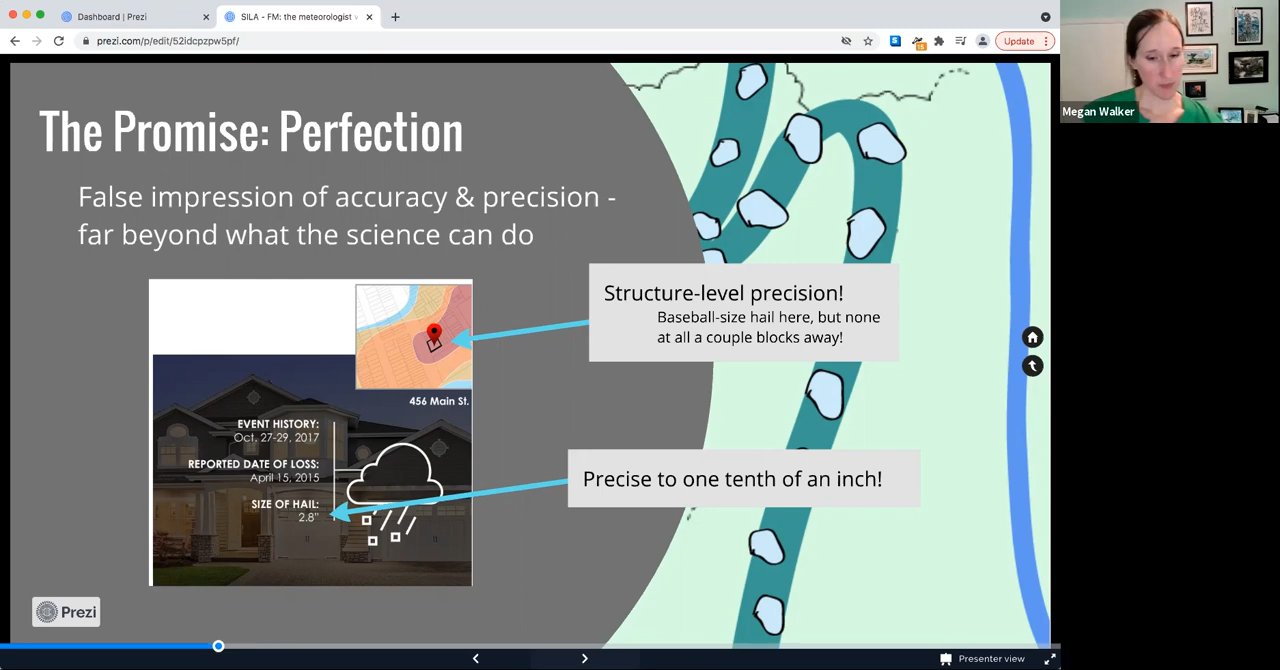 Dashboard | Prezi
SILA - FM: the meteorologist v
prezi.com/p/edit/52idcpzpw5pf/
Update
Megan Walker
The Promise: Perfection
False impression of accuracy & precision -
far beyond what the science can do
Structure-level precision!
Baseball-size hail here, but none
at all a couple blocks away!
456 Main St.
EVENT HISTORY:
Oct. 27-29, 2017
REPORTED DATE OF LOSS:
April 15, 2015
SIZE OF HAIL:
2.8"
Precise to one tenth of an inch!
Prezi
Presenter view